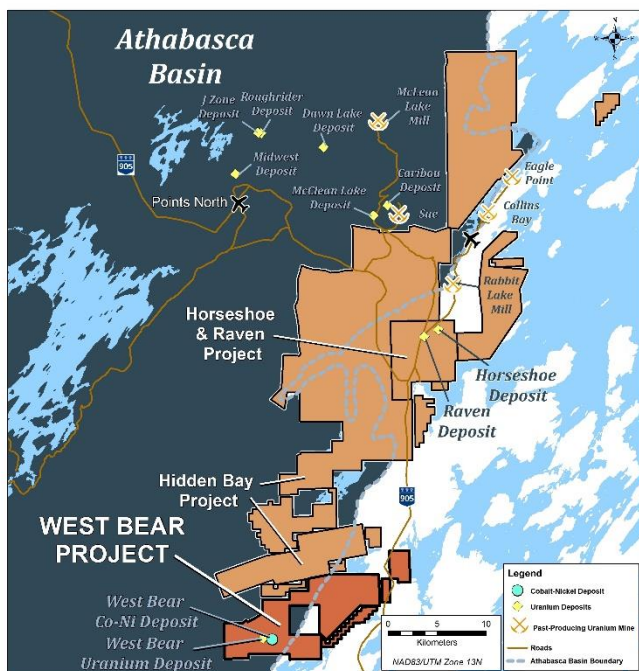 Athabasca
Basin
N
J Zone
Deposit
Roughrider
Deposit
Dawn Lake
Deposit
McLean
Lake
Mill
905
Midwest
Deposit
Points North
McClean Lake
Deposit
Caribou
Deposit
Sue
Eagle
Point
Collins
Bay
Rabbit
Lake
Mill
Horseshoe
& Raven
Project
Horseshoe
Deposit
Raven
Deposit
Hidden Bay
Project
905
WEST BEAR
PROJECT
West Bear
Co-Ni Deposit
West Bear
Uranium Deposit
Legend
Cobalt-Nickel Deposit
Uranium Deposits
Past-Producing Uranium Mine
Roads
Athabasca Basin Boundary
0 2.5 5 10
Kilometers
NAD83/UTM Zone 13N